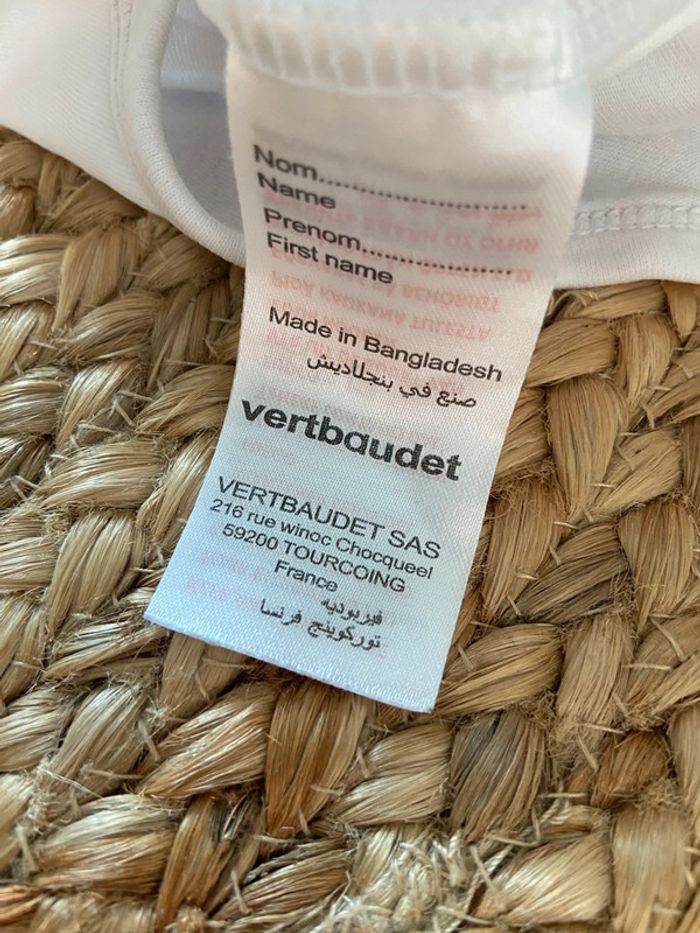 Nom..............................
Name
Prenom......................
First name
Made in Bangladesh
صنع في بنجلاديش
vertbaudet
VERTBAUDET SAS
216 rue winoc Chocqueel
59200 TOURCOING
France
فيربوديه
توركوينج فرنسا